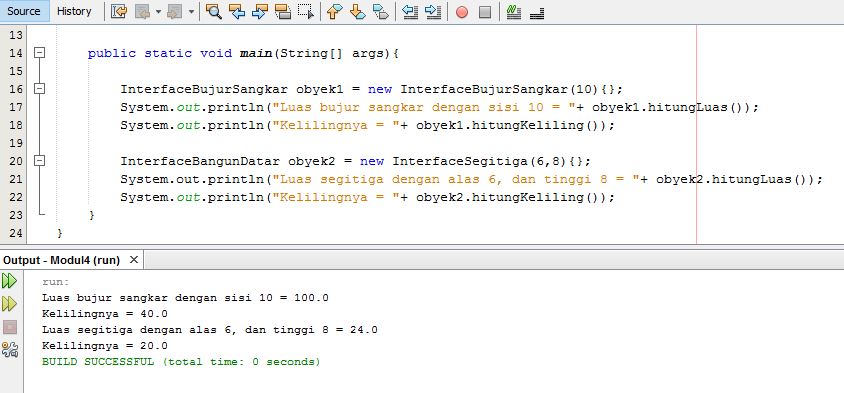 Source History
13
14 public static void main(String[] args){
15
16 InterfaceBujurSangkar obyek1 = new InterfaceBujurSangkar(10){};
17 System.out.println("Luas bujur sangkar dengan sisi 10 = "+ obyek1.hitungLuas());
18 System.out.println("Kelilingnya = "+ obyek1.hitungKeliling());
19
20 InterfaceBangunDatar obyek2 = new InterfaceSegitiga(6,8){};
21 System.out.println("Luas segitiga dengan alas 6, dan tinggi 8 = "+ obyek2.hitungLuas());
22 System.out.println("Kelilingnya = "+ obyek2.hitungKeliling());
23 }
24 }
Output - Modul4 (run) ×
run:
Luas bujur sangkar dengan sisi 10 = 100.0
Kelilingnya = 40.0
Luas segitiga dengan alas 6, dan tinggi 8 = 24.0
Kelilingnya = 20.0
BUILD SUCCESSFUL (total time: 0 seconds)